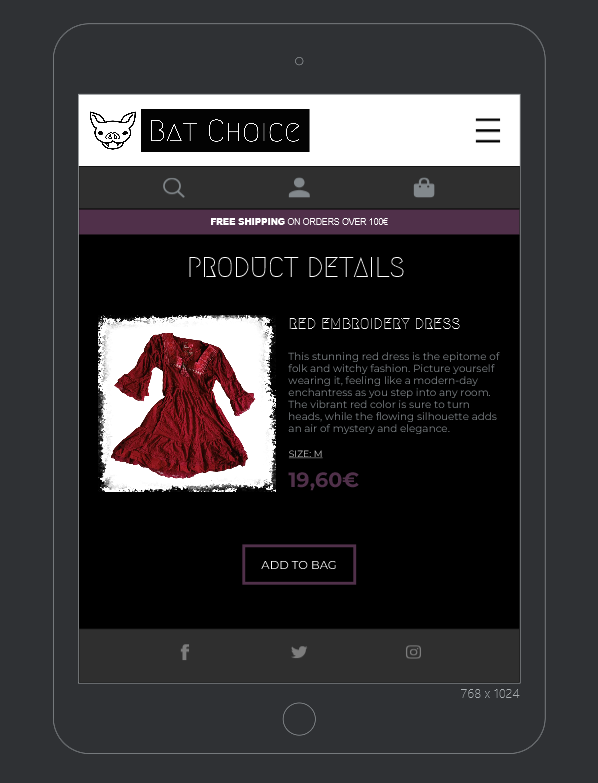 Bat Choice
FREE SHIPPING ON ORDERS OVER 100€
PRODUCT DETAILS
RED EMBROIDERY DRESS
This stunning red dress is the epitome of
folk and witchy fashion. Picture yourself
wearing it, feeling like a modern-day
enchantress as you step into any room.
The vibrant red color is sure to turn
heads, while the flowing silhouette adds
an air of mystery and elegance.
SIZE: M
19,60€
ADD TO BAG
768 x 1024